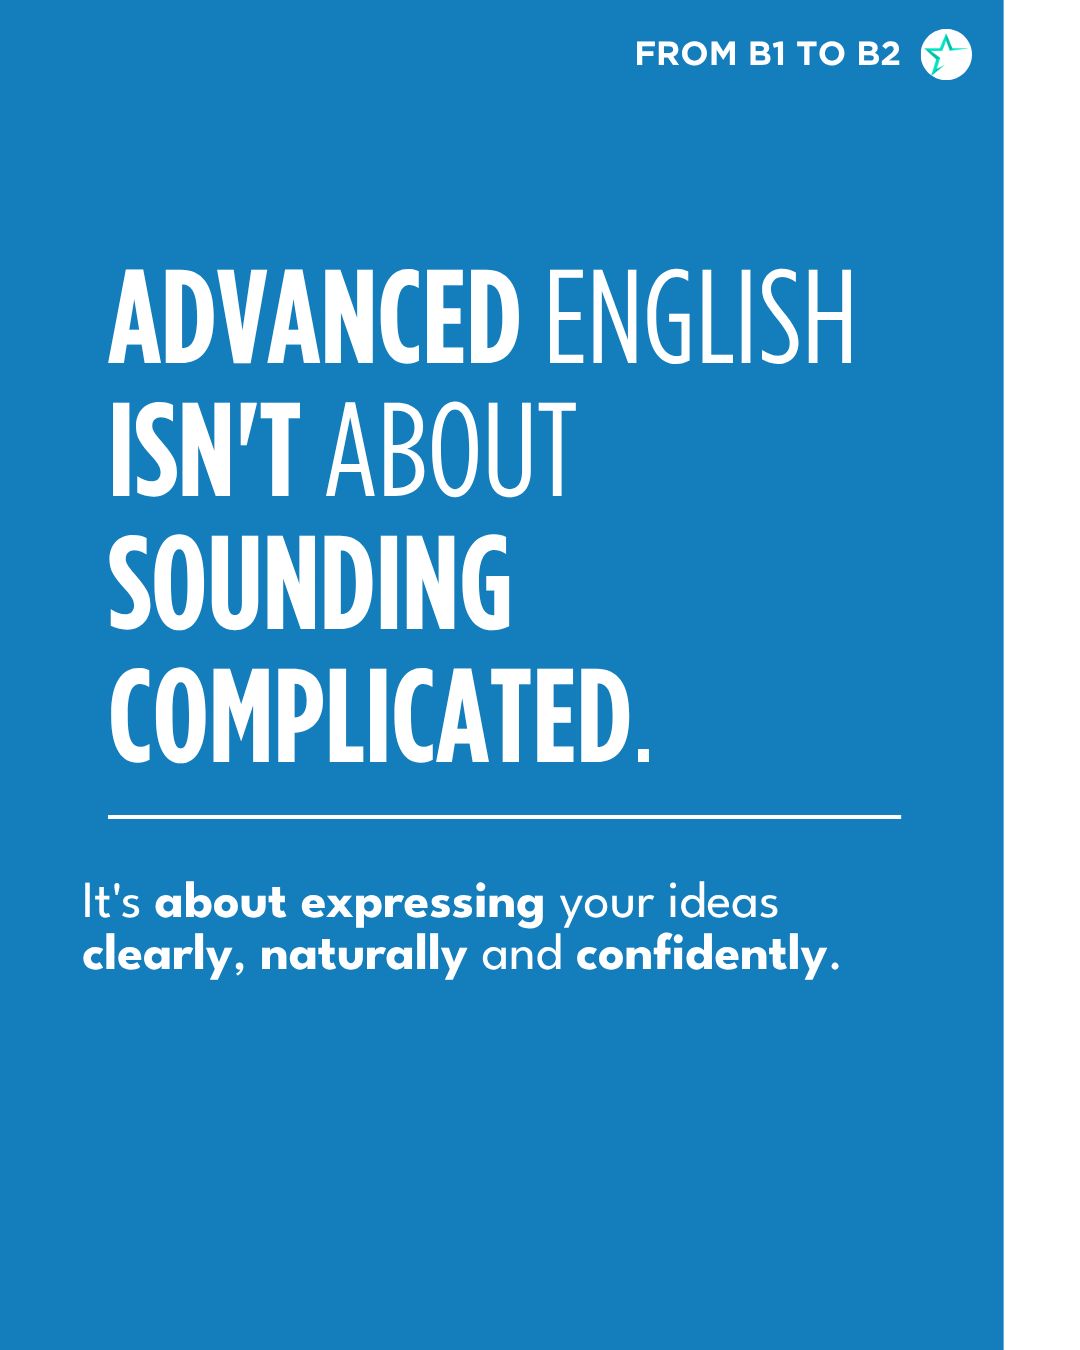 FROM B1 TO B2
ADVANCED ENGLISH
ISN'T ABOUT
SOUNDING
COMPLICATED.
It's about expressing your ideas
clearly, naturally and confidently.